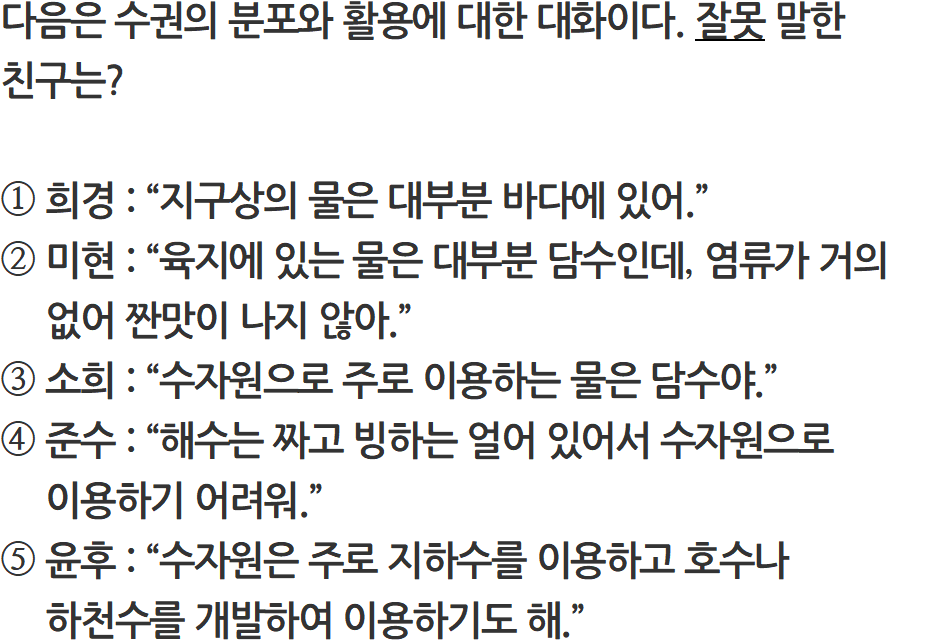 다음은 수권의 분포와 활용에 대한 대화이다. 잘못 말한
친구는?
① 희경 : “지구상의 물은 대부분 바다에 있어.”
② 미현 : “육지에 있는 물은 대부분 담수인데, 염류가 거의
없어 짠맛이 나지 않아.”
③ 소희 : “수자원으로 주로 이용하는 물은 담수야.”
④ 준수 : “해수는 짜고 빙하는 얼어 있어서 수자원으로
이용하기 어려워.”
⑤ 윤후 : “수자원은 주로 지하수를 이용하고 호수나
하천수를 개발하여 이용하기도 해.”